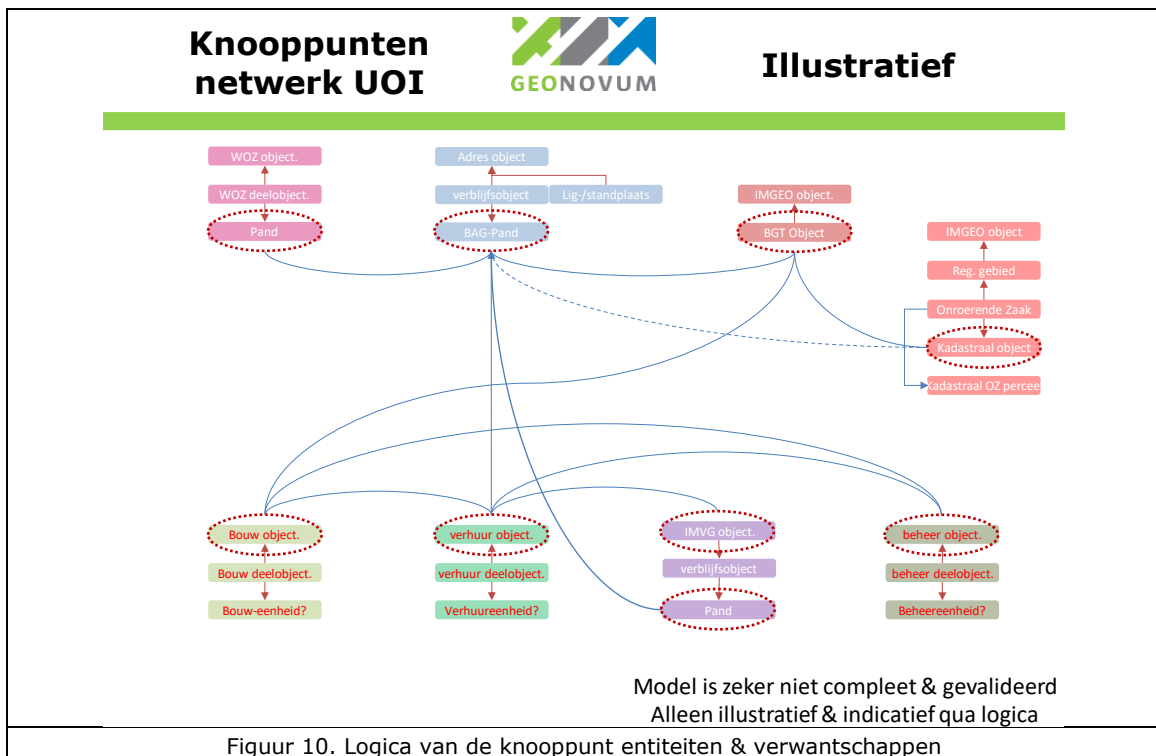 Knooppunten
netwerk UOI
GEONOVUM
Illustratief
WOZ object.
WOZ deelobject.
Pand
Adres object
verblijfsobject
Lig-/standplaats
BAG-Pand
IMGEO object.
BGT Object
IMGEO object
Reg. gebied
Onroerende Zaak
Kadastraal object
Kadastraal OZ percee
Bouw object.
Bouw deelobject.
Bouw-eenheid?
verhuur object.
verhuur deelobject.
Verhuureenheid?
IMVG object.
verblijfsobject
Pand
beheer object.
beheer deelobject.
Beheereenheid?
Model is zeker niet compleet & gevalideerd
Alleen illustratief & indicatief qua logica
Figuur 10. Logica van de knooppunt entiteiten & verwantschappen